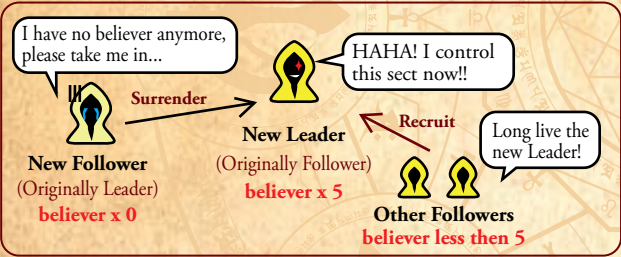 I have no believer anymore,
please take me in...
HAHA! I control
this sect now!!
Surrender
Recruit
Long live the
new Leader!
New Leader
(Originally Follower)
believer x 5
New Follower
(Originally Leader)
believer x 0
Other Followers
believer less then 5